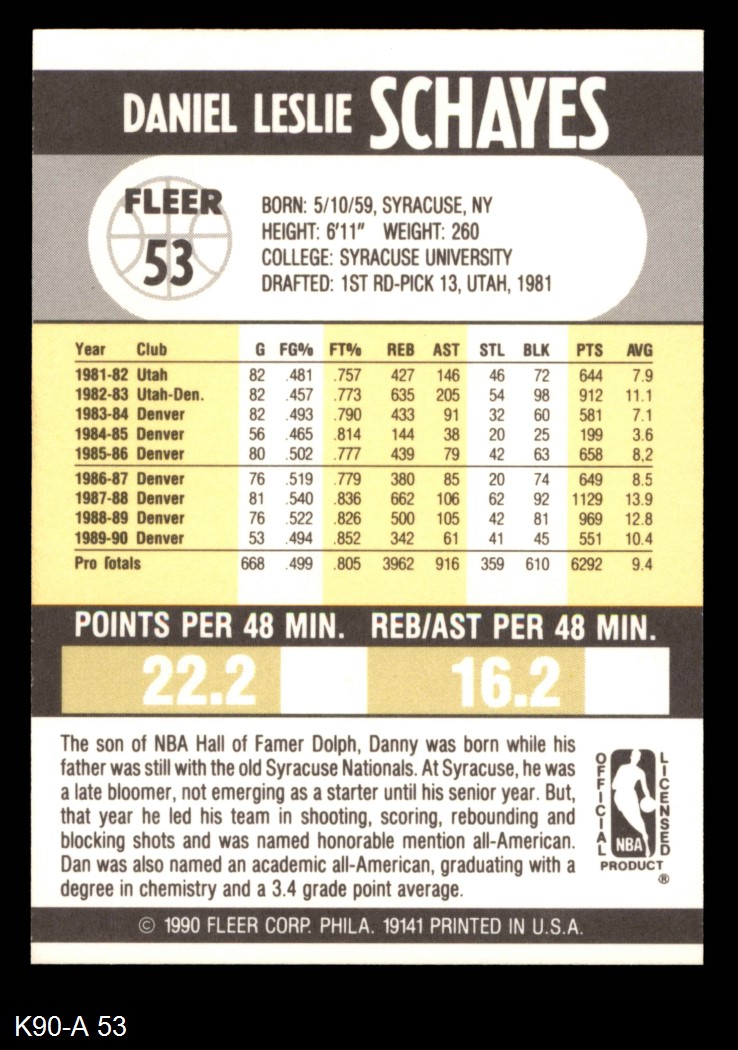 DANIEL LESLIE SCHAYES
FLEER
53
BORN: 5/10/59, SYRACUSE, NY
HEIGHT: 6'11" WEIGHT: 260
COLLEGE: SYRACUSE UNIVERSITY
DRAFTED: 1ST RD-PICK 13, UTAH, 1981
Year Club G FG% FT% REB AST STL BLK PTS AVG
1981-82 Utah 82 .481 .757 427 146 46 72 644 7.9
1982-83 Utah-Den. 82 .457 .773 635 205 54 98 912 11.1
1983-84 Denver 82 .493 .790 433 91 32 60 581 7.1
1984-85 Denver 56 .465 .814 144 38 20 25 199 3.6
1985-86 Denver 80 .502 .777 439 79 42 63 658 8.2
1986-87 Denver 76 .519 .779 380 85 20 74 649 8.5
1987-88 Denver 81 .540 .836 662 106 62 92 1129 13.9
1988-89 Denver 76 .522 .826 500 105 42 81 969 12.8
1989-90 Denver 53 .494 .852 342 61 41 45 551 10.4
Pro Totals 668 .499 .805 3962 916 359 610 6292 9.4
POINTS PER 48 MIN. REB/AST PER 48 MIN.
22.2 16.2
The son of NBA Hall of Famer Dolph, Danny was born while his
father was still with the old Syracuse Nationals. At Syracuse, he was
a late bloomer, not emerging as a starter until his senior year. But,
that year he led his team in shooting, scoring, rebounding and
blocking shots and was named honorable mention all-American.
Dan was also named an academic all-American, graduating with a
degree in chemistry and a 3.4 grade point average.
OFFICIAL
LICENSED
NBA
PRODUCT
®
© 1990 FLEER CORP. PHILA. 19141 PRINTED IN U.S.A.
K90-A 53